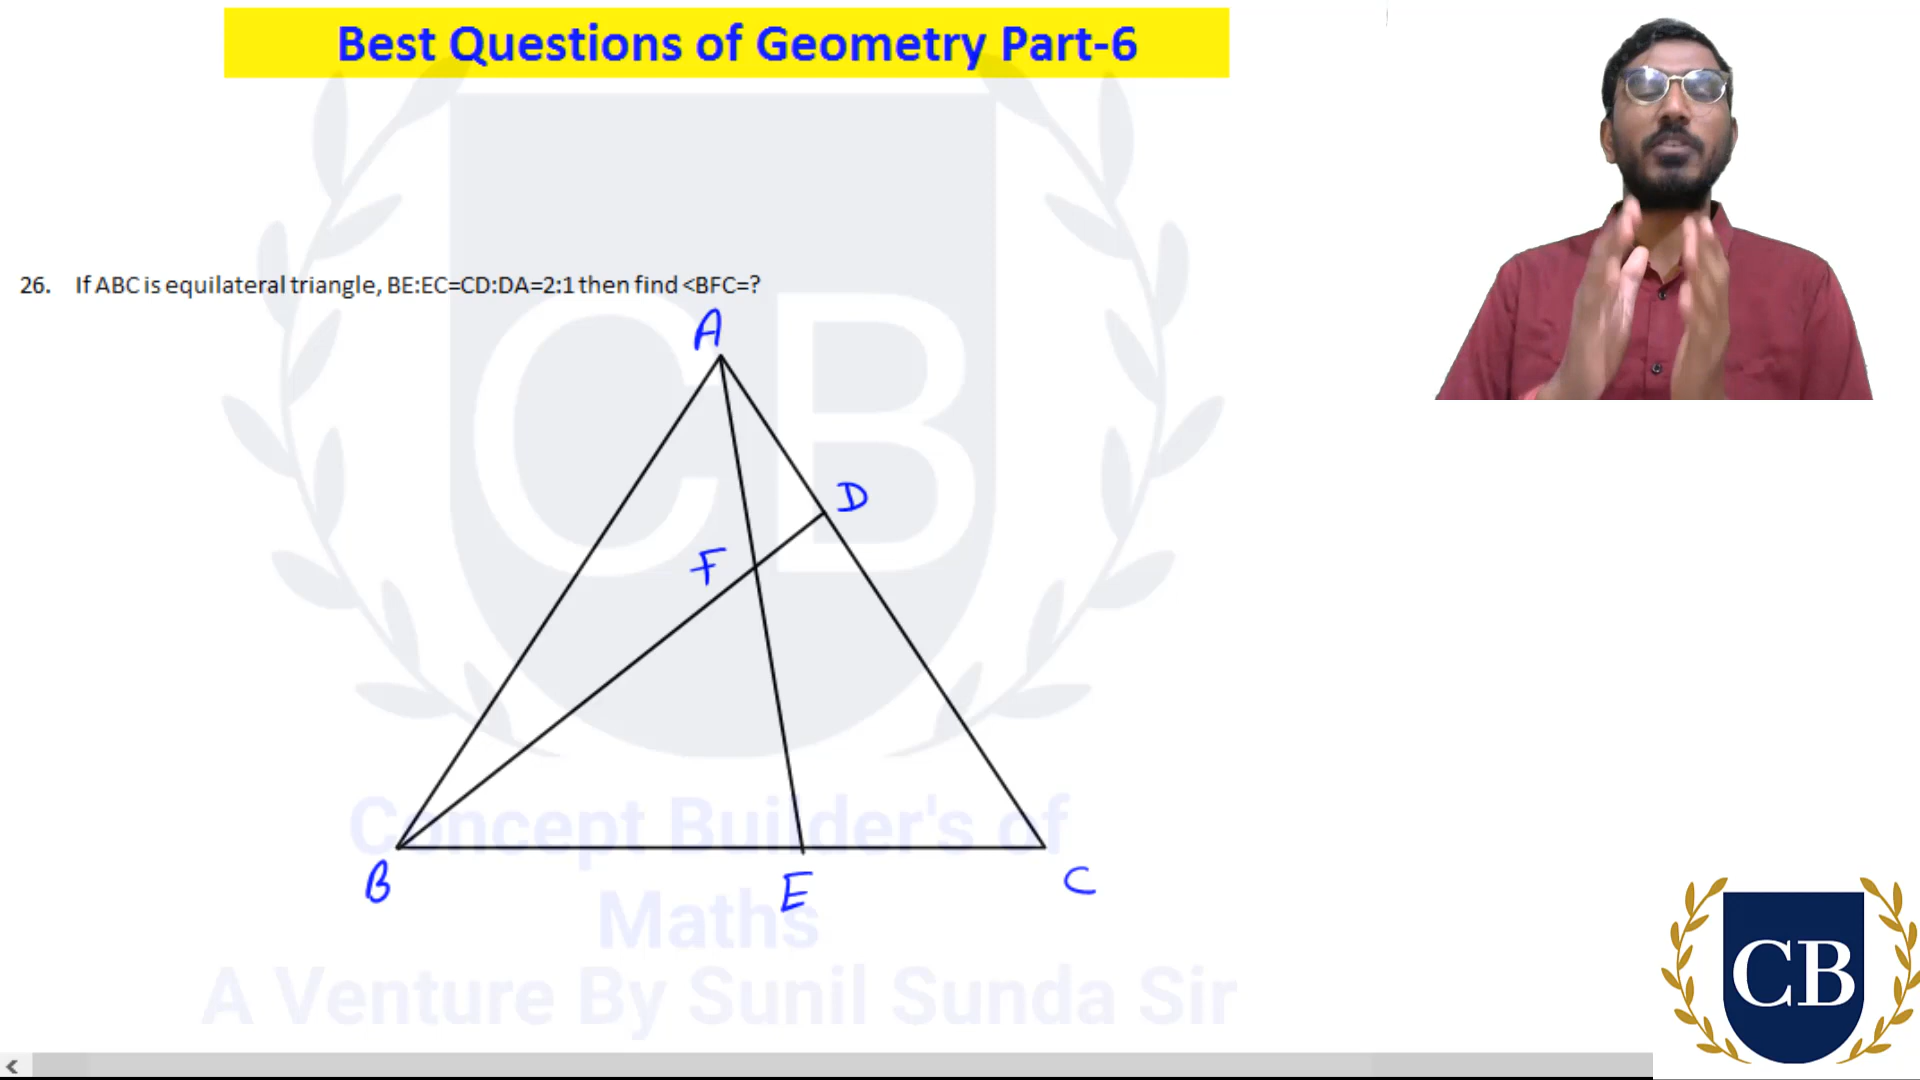 Best Questions of Geometry Part-6
26. If ABC is equilateral triangle, BE:EC=CD:DA=2:1 then find <BFC=?
A
D
F
B
E
C
CB
Concept Builder's of
Maths
A Venture By Sunil Sunda Sir
CB